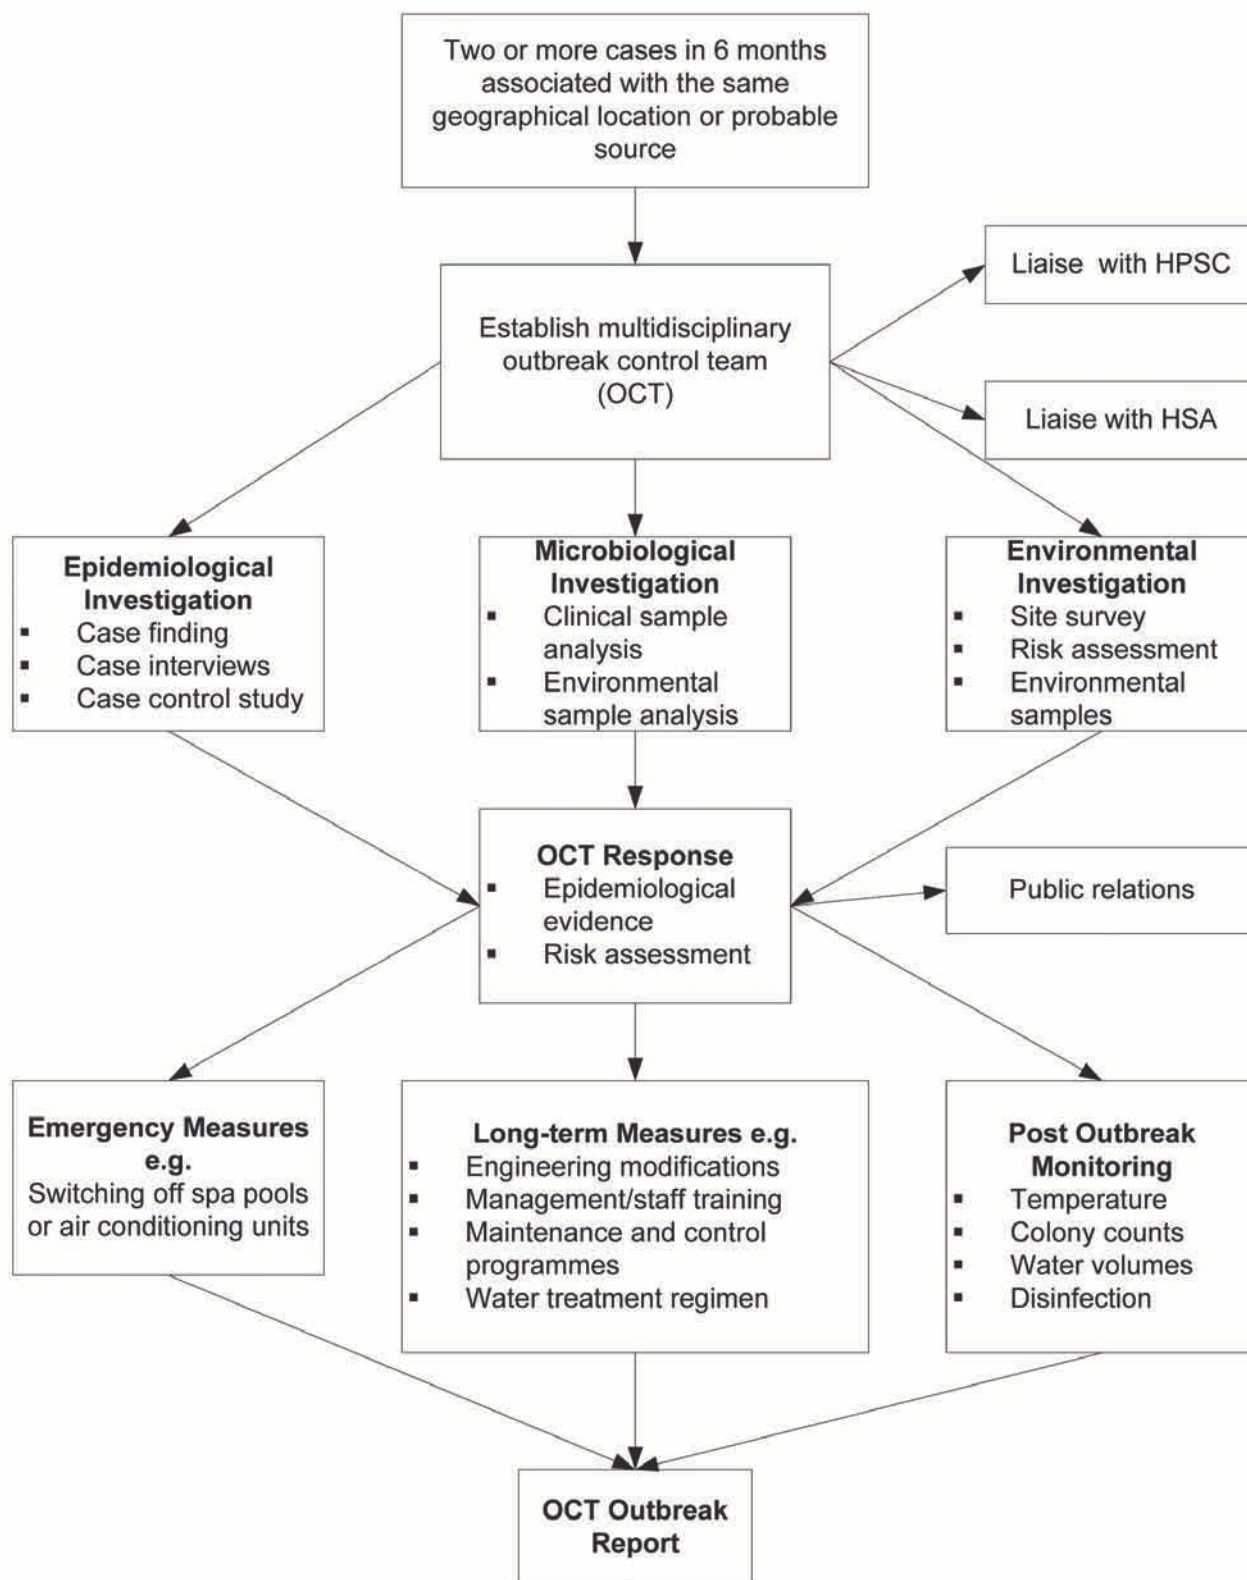 Two or more cases in 6 months
associated with the same
geographical location or probable
source
Liaise with HPSC
Establish multidisciplinary
outbreak control team
(OCT)
Liaise with HSA
Epidemiological
Investigation
▪ Case finding
▪ Case interviews
▪ Case control study
Microbiological
Investigation
▪ Clinical sample
analysis
▪ Environmental
sample analysis
Environmental
Investigation
▪ Site survey
▪ Risk assessment
▪ Environmental
samples
OCT Response
▪ Epidemiological
evidence
▪ Risk assessment
Public relations
Emergency Measures
e.g.
Switching off spa pools
or air conditioning units
Long-term Measures e.g.
▪ Engineering modifications
▪ Management/staff training
▪ Maintenance and control
programmes
▪ Water treatment regimen
Post Outbreak
Monitoring
▪ Temperature
▪ Colony counts
▪ Water volumes
▪ Disinfection
OCT Outbreak
Report